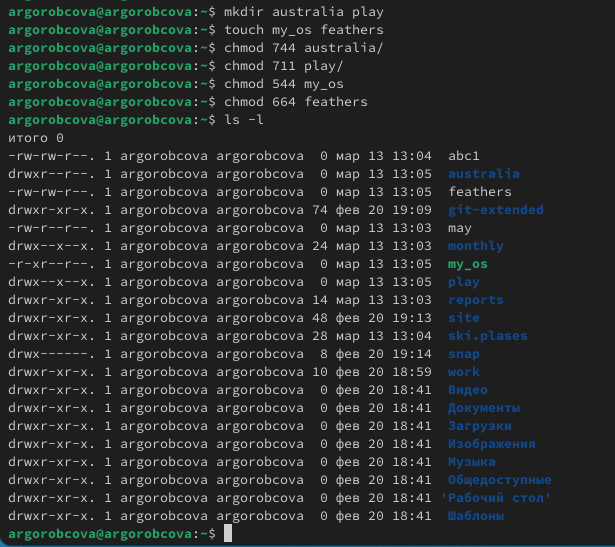 argorobcova@argorobcova:~$ mkdir australia play
argorobcova@argorobcova:~$ touch my_os feathers
argorobcova@argorobcova:~$ chmod 744 australia/
argorobcova@argorobcova:~$ chmod 711 play/
argorobcova@argorobcova:~$ chmod 544 my_os
argorobcova@argorobcova:~$ chmod 664 feathers
argorobcova@argorobcova:~$ ls -l
итого 0
-rw-rw-r--. 1 argorobcova argorobcova  0 мар 13 13:04  abc1
drwxr--r--. 1 argorobcova argorobcova  0 мар 13 13:05  australia
-rw-rw-r--. 1 argorobcova argorobcova  0 мар 13 13:05  feathers
drwxr-xr-x. 1 argorobcova argorobcova 74 фев 20 19:09  git-extended
-rw-r--r--. 1 argorobcova argorobcova  0 мар 13 13:03  may
drwx--x--x. 1 argorobcova argorobcova 24 мар 13 13:03  monthly
-r-xr--r--. 1 argorobcova argorobcova  0 мар 13 13:05  my_os
drwx--x--x. 1 argorobcova argorobcova  0 мар 13 13:05  play
drwxr-xr-x. 1 argorobcova argorobcova 14 мар 13 13:03  reports
drwxr-xr-x. 1 argorobcova argorobcova 48 фев 20 19:13  site
drwxr-xr-x. 1 argorobcova argorobcova 28 мар 13 13:04  ski.plases
drwx------. 1 argorobcova argorobcova  8 фев 20 19:14  snap
drwxr-xr-x. 1 argorobcova argorobcova 10 фев 20 18:59  work
drwxr-xr-x. 1 argorobcova argorobcova  0 фев 20 18:41  Видео
drwxr-xr-x. 1 argorobcova argorobcova  0 фев 20 18:41  Документы
drwxr-xr-x. 1 argorobcova argorobcova  0 фев 20 18:41  Загрузки
drwxr-xr-x. 1 argorobcova argorobcova  0 фев 20 18:41  Изображения
drwxr-xr-x. 1 argorobcova argorobcova  0 фев 20 18:41  Музыка
drwxr-xr-x. 1 argorobcova argorobcova  0 фев 20 18:41  Общедоступные
drwxr-xr-x. 1 argorobcova argorobcova  0 фев 20 18:41 'Рабочий стол'
drwxr-xr-x. 1 argorobcova argorobcova  0 фев 20 18:41  Шаблоны
argorobcova@argorobcova:~$